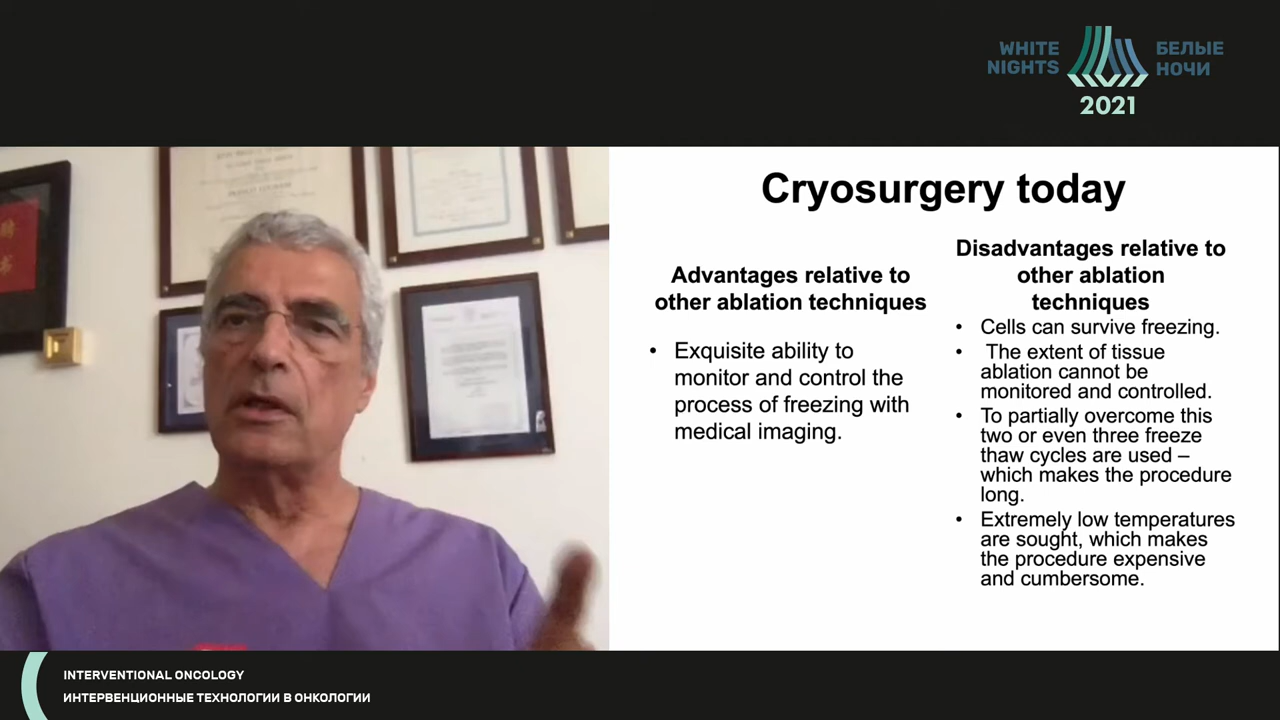 WHITE
NIGHTS
БЕЛЫЕ
НОЧИ
2021
Cryosurgery today
Advantages relative to
other ablation techniques
• Exquisite ability to
monitor and control the
process of freezing with
medical imaging.
Disadvantages relative to
other ablation
techniques
• Cells can survive freezing.
• The extent of tissue
ablation cannot be
monitored and controlled.
• To partially overcome this
two or even three freeze
thaw cycles are used –
which makes the procedure
long.
• Extremely low temperatures
are sought, which makes
the procedure expensive
and cumbersome.
INTERVENTIONAL ONCOLOGY
ИНТЕРВЕНЦИОННЫЕ ТЕХНОЛОГИИ В ОНКОЛОГИИ